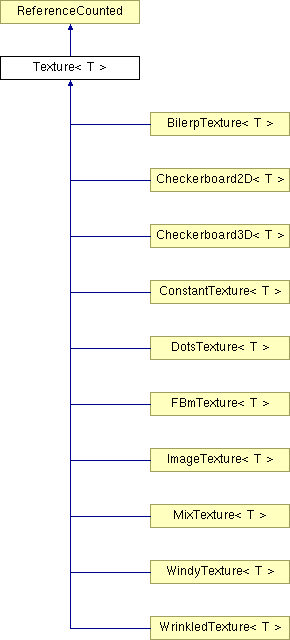 ReferenceCounted
Texture< T >
BilerpTexture< T >
Checkerboard2D< T >
Checkerboard3D< T >
ConstantTexture< T >
DotsTexture< T >
FBmTexture< T >
ImageTexture< T >
MixTexture< T >
WindyTexture< T >
WrinkledTexture< T >